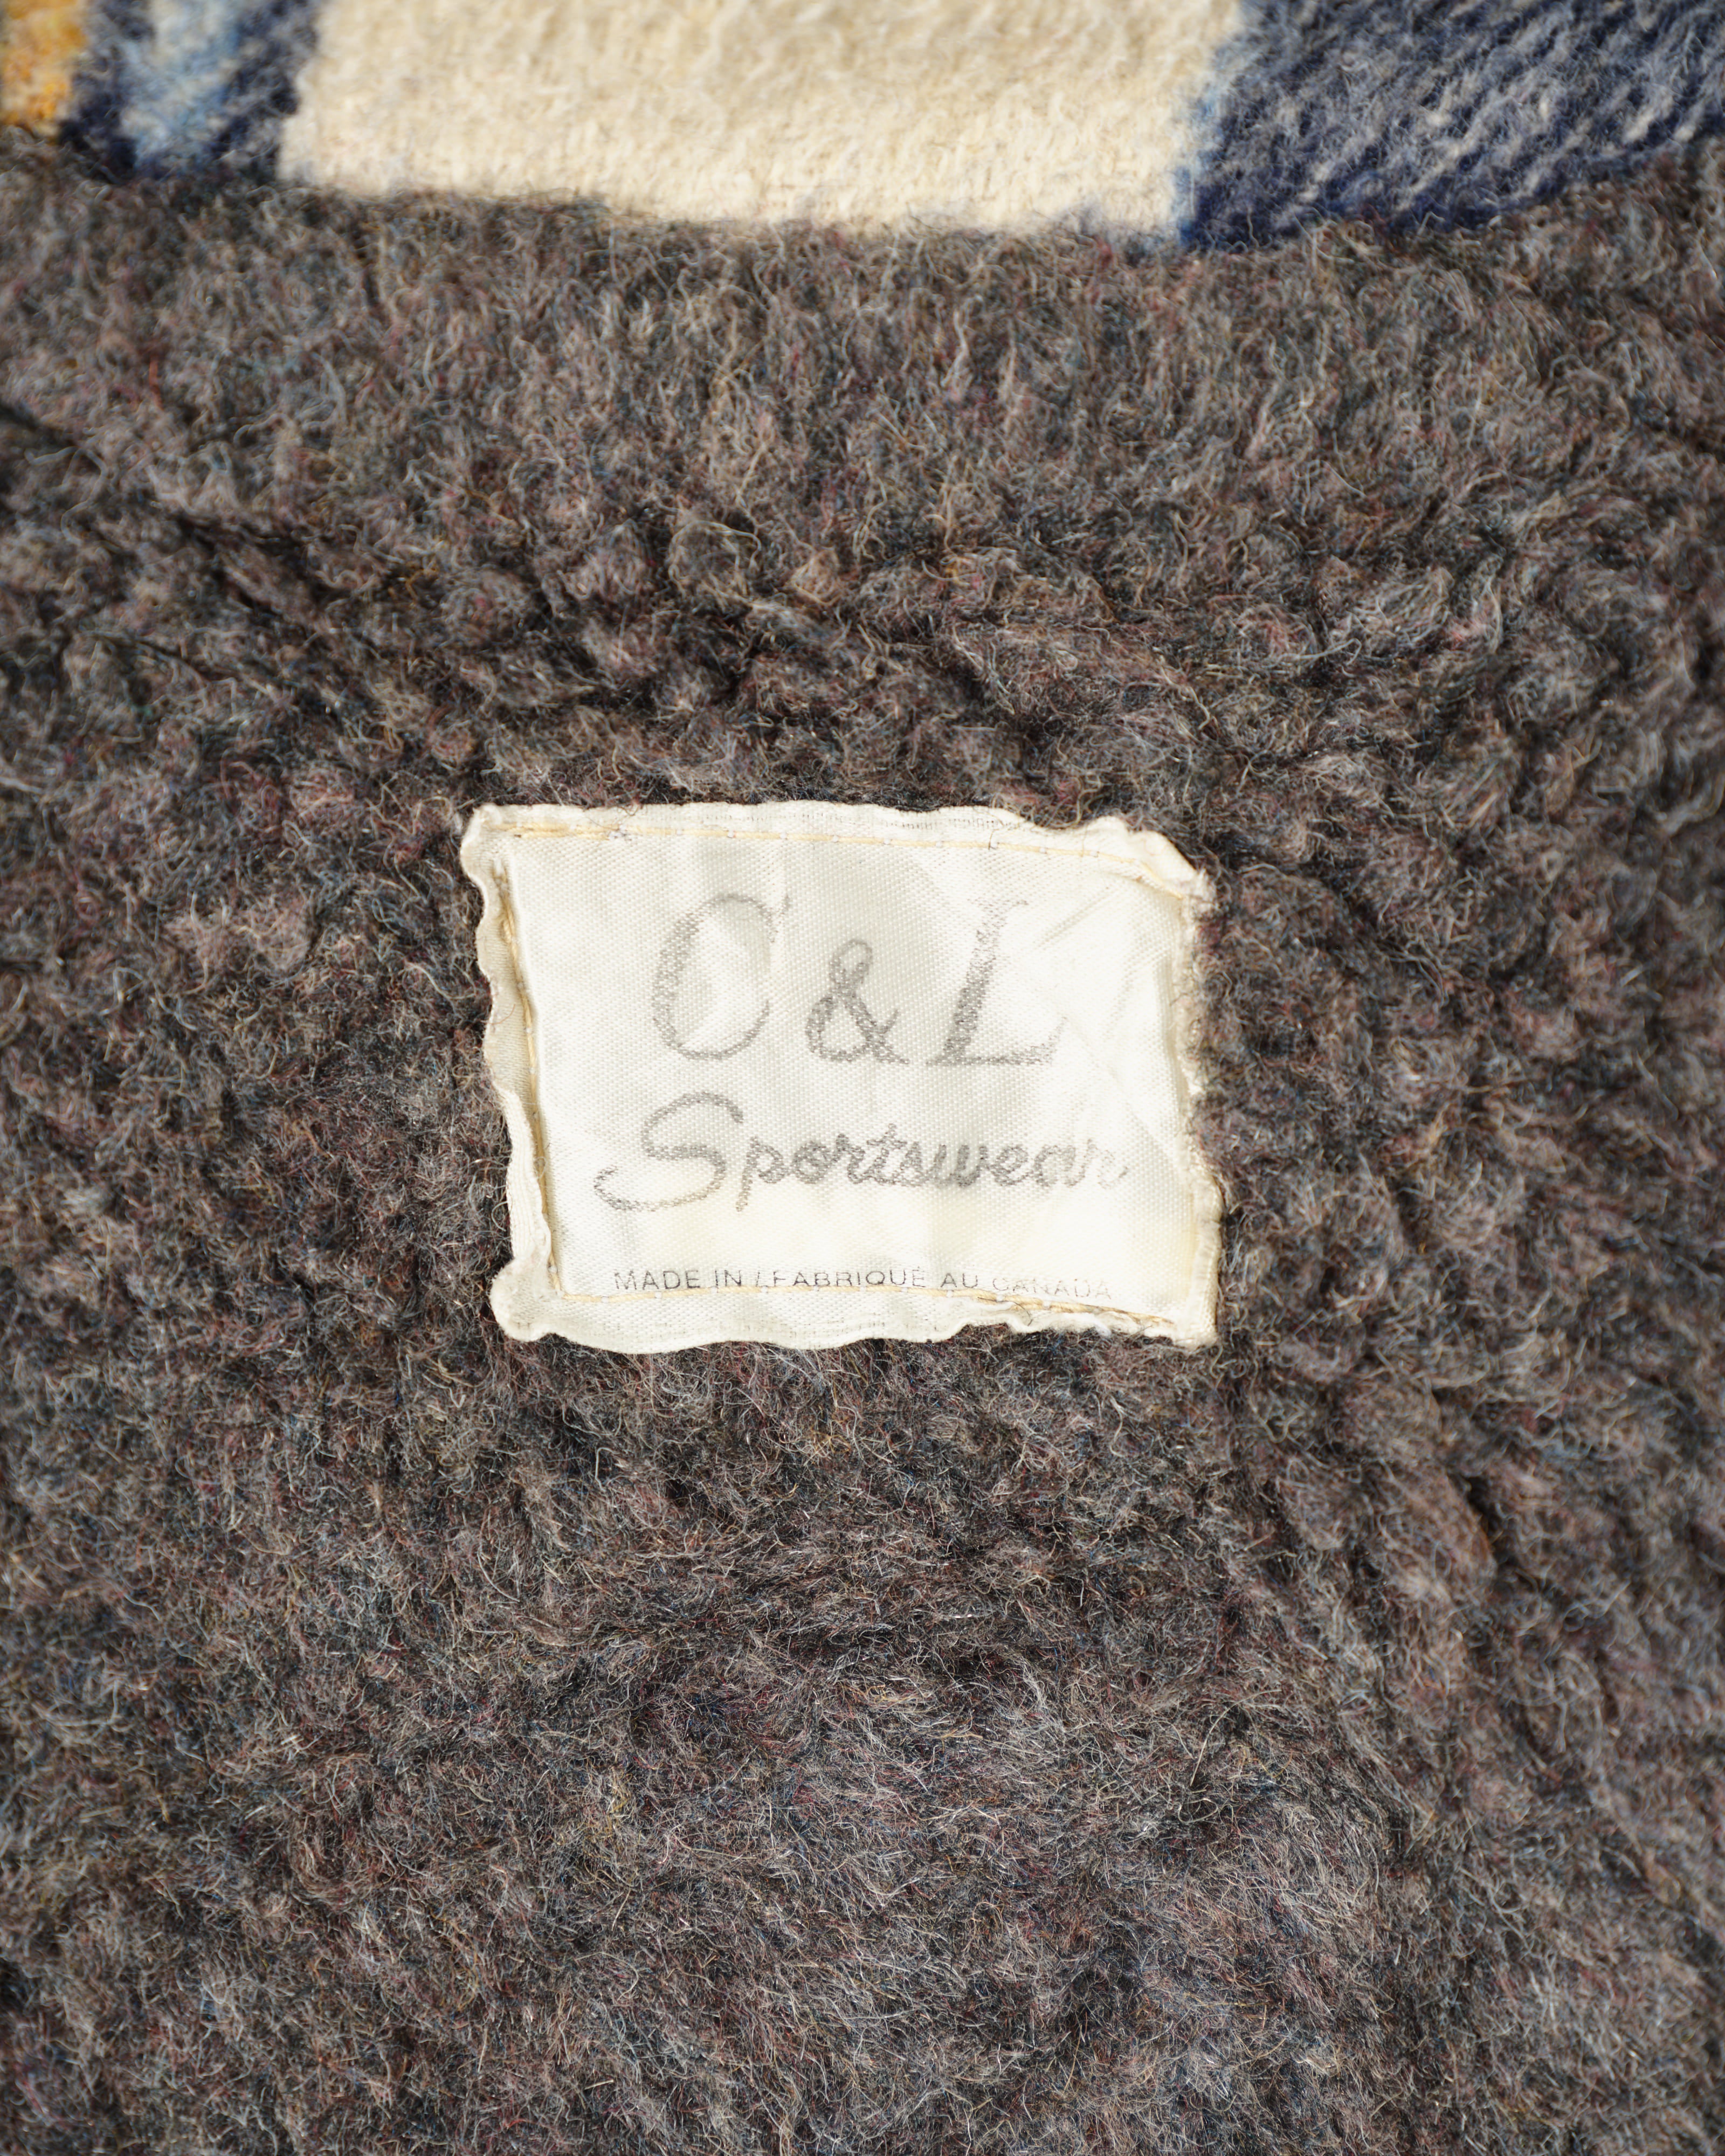 C & L
Sportswear
MADE IN / FABRIQUÉ AU CANADA